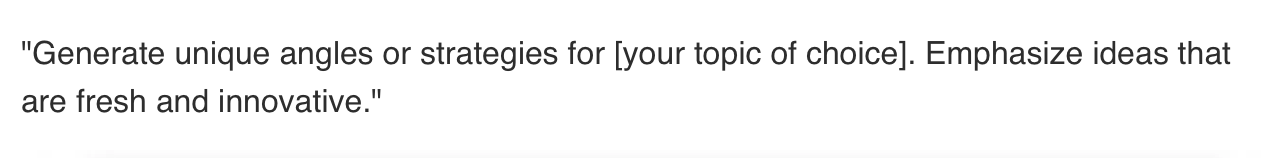 "Generate unique angles or strategies for [your topic of choice]. Emphasize ideas that
are fresh and innovative."